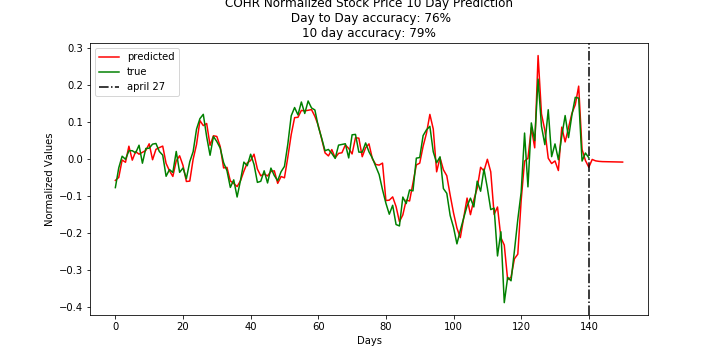 COHR Normalized Stock Price 10 Day Prediction
Day to Day accuracy: 76%
10 day accuracy: 79%
predicted
true
april 27
Normalized Values
0.3
0.2
0.1
0.0
−0.1
−0.2
−0.3
−0.4
0 20 40 60 80 100 120 140
Days